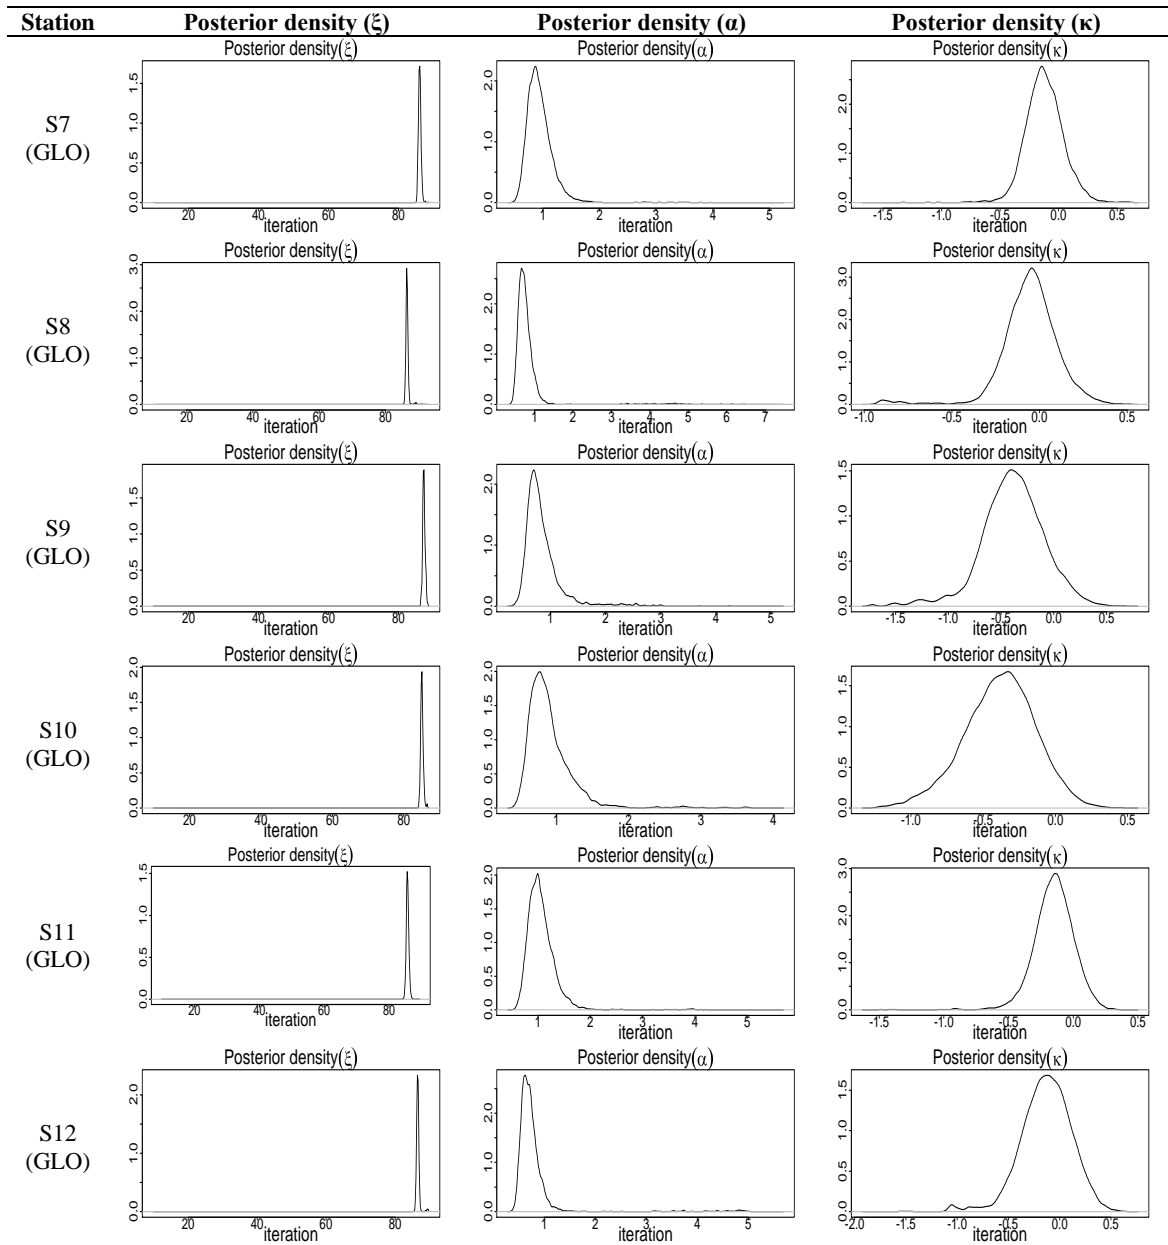 Station Posterior density (ξ) Posterior density (α) Posterior density (κ)
S7
(GLO)
Posterior density(ξ)
0.0 0.5 1.0 1.5
20 40 60 80
iteration
Posterior density(α)
0.0 1.0 2.0
1 2 3 4 5
iteration
Posterior density(κ)
0.0 1.0 2.0
-1.5 -1.0 -0.5 0.0 0.5
iteration
S8
(GLO)
Posterior density(ξ)
0.0 1.0 2.0 3.0
20 40 60 80
iteration
Posterior density(α)
0.0 1.0 2.0
1 2 3 4 5 6 7
iteration
Posterior density(κ)
0.0 1.0 2.0 3.0
-1.0 -0.5 0.0 0.5
iteration
S9
(GLO)
Posterior density(ξ)
0.0 0.5 1.0 1.5
20 40 60 80
iteration
Posterior density(α)
0.0 1.0 2.0
1 2 3 4 5
iteration
Posterior density(κ)
0.0 0.5 1.0 1.5
-1.5 -1.0 -0.5 0.0 0.5
iteration
S10
(GLO)
Posterior density(ξ)
0.0 0.5 1.0 1.5 2.0
20 40 60 80
iteration
Posterior density(α)
0.0 0.5 1.0 1.5 2.0
1 2 3 4
iteration
Posterior density(κ)
0.0 0.5 1.0 1.5
-1.0 -0.5 0.0 0.5
iteration
S11
(GLO)
Posterior density(ξ)
0.0 0.5 1.0 1.5
20 40 60 80
iteration
Posterior density(α)
0.0 0.5 1.0 1.5 2.0
1 2 3 4 5
iteration
Posterior density(κ)
0.0 1.0 2.0 3.0
-1.5 -1.0 -0.5 0.0 0.5
iteration
S12
(GLO)
Posterior density(ξ)
0.0 1.0 2.0
20 40 60 80
iteration
Posterior density(α)
0.0 1.0 2.0
1 2 3 4 5
iteration
Posterior density(κ)
0.0 0.5 1.0 1.5
-2.0 -1.5 -1.0 -0.5 0.0 0.5
iteration